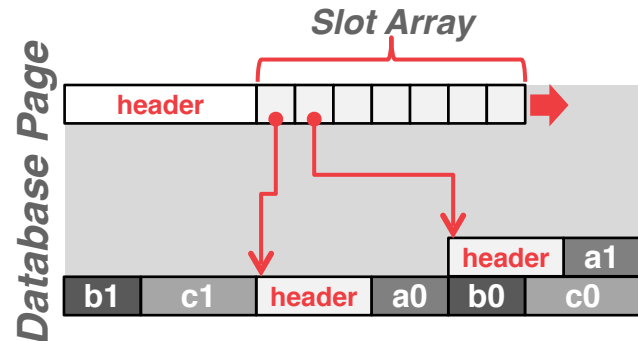 Slot Array
Database Page
header
header a1
b1 c1 header a0 b0 c0